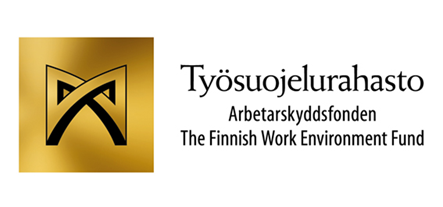 Työsuojelurahasto
Arbetarskyddsfonden
The Finnish Work Environment Fund